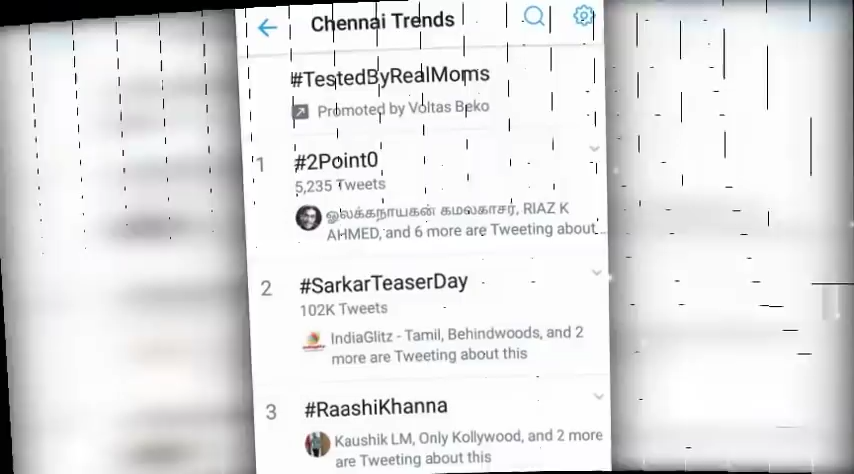 Chennai Trends
#TestedByRealMoms
Promoted by Voltas Beko
1
#2Point0
5,235 Tweets
ஒலக்கநாயகன் கமலகாசர், RIAZ K
AHMED, and 6 more are Tweeting about...
2
#SarkarTeaserDay
102K Tweets
IndiaGlitz - Tamil, Behindwoods, and 2
more are Tweeting about this
3
#RaashiKhanna
Kaushik LM, Only Kollywood, and 2 more
are Tweeting about this